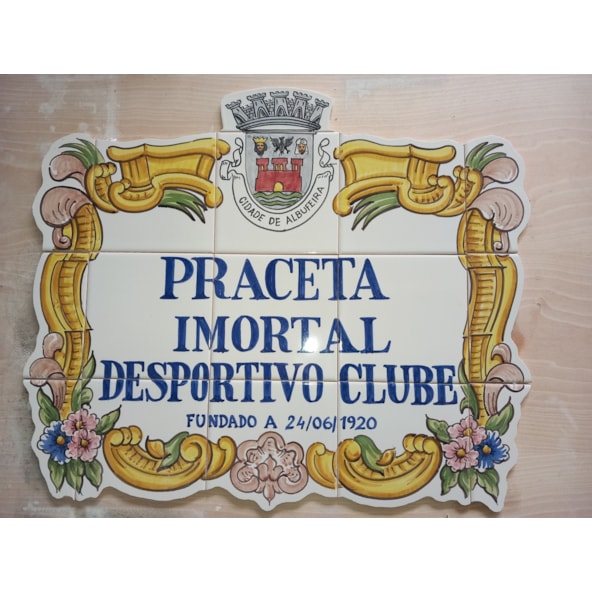 CIDADE DE ALBUFEIRA
PRACETA
IMORTAL
DESPORTIVO CLUBE
FUNDADO A 24/06/1920